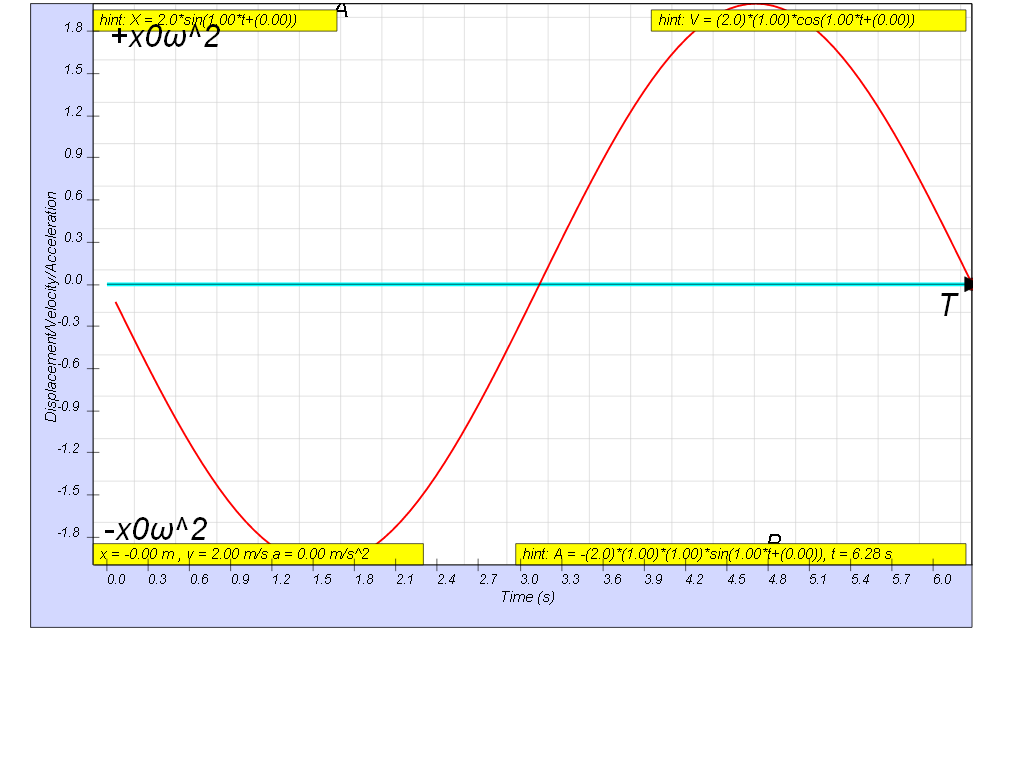 A
hint: X = 2.0*sin(1.00*t+(0.00))
hint: V = (2.0)*(1.00)*cos(1.00*t+(0.00))
+x0ω^2
1.8
1.5
1.2
0.9
0.6
0.3
0.0
-0.3
-0.6
-0.9
-1.2
-1.5
-1.8
Displacement/Velocity/Acceleration
T
-x0ω^2
x = -0.00 m , v = 2.00 m/s a = 0.00 m/s^2
hint: A = -(2.0)*(1.00)*(1.00)*sin(1.00*t+(0.00)), t = 6.28 s
0.0 0.3 0.6 0.9 1.2 1.5 1.8 2.1 2.4 2.7 3.0 3.3 3.6 3.9 4.2 4.5 4.8 5.1 5.4 5.7 6.0
Time (s)